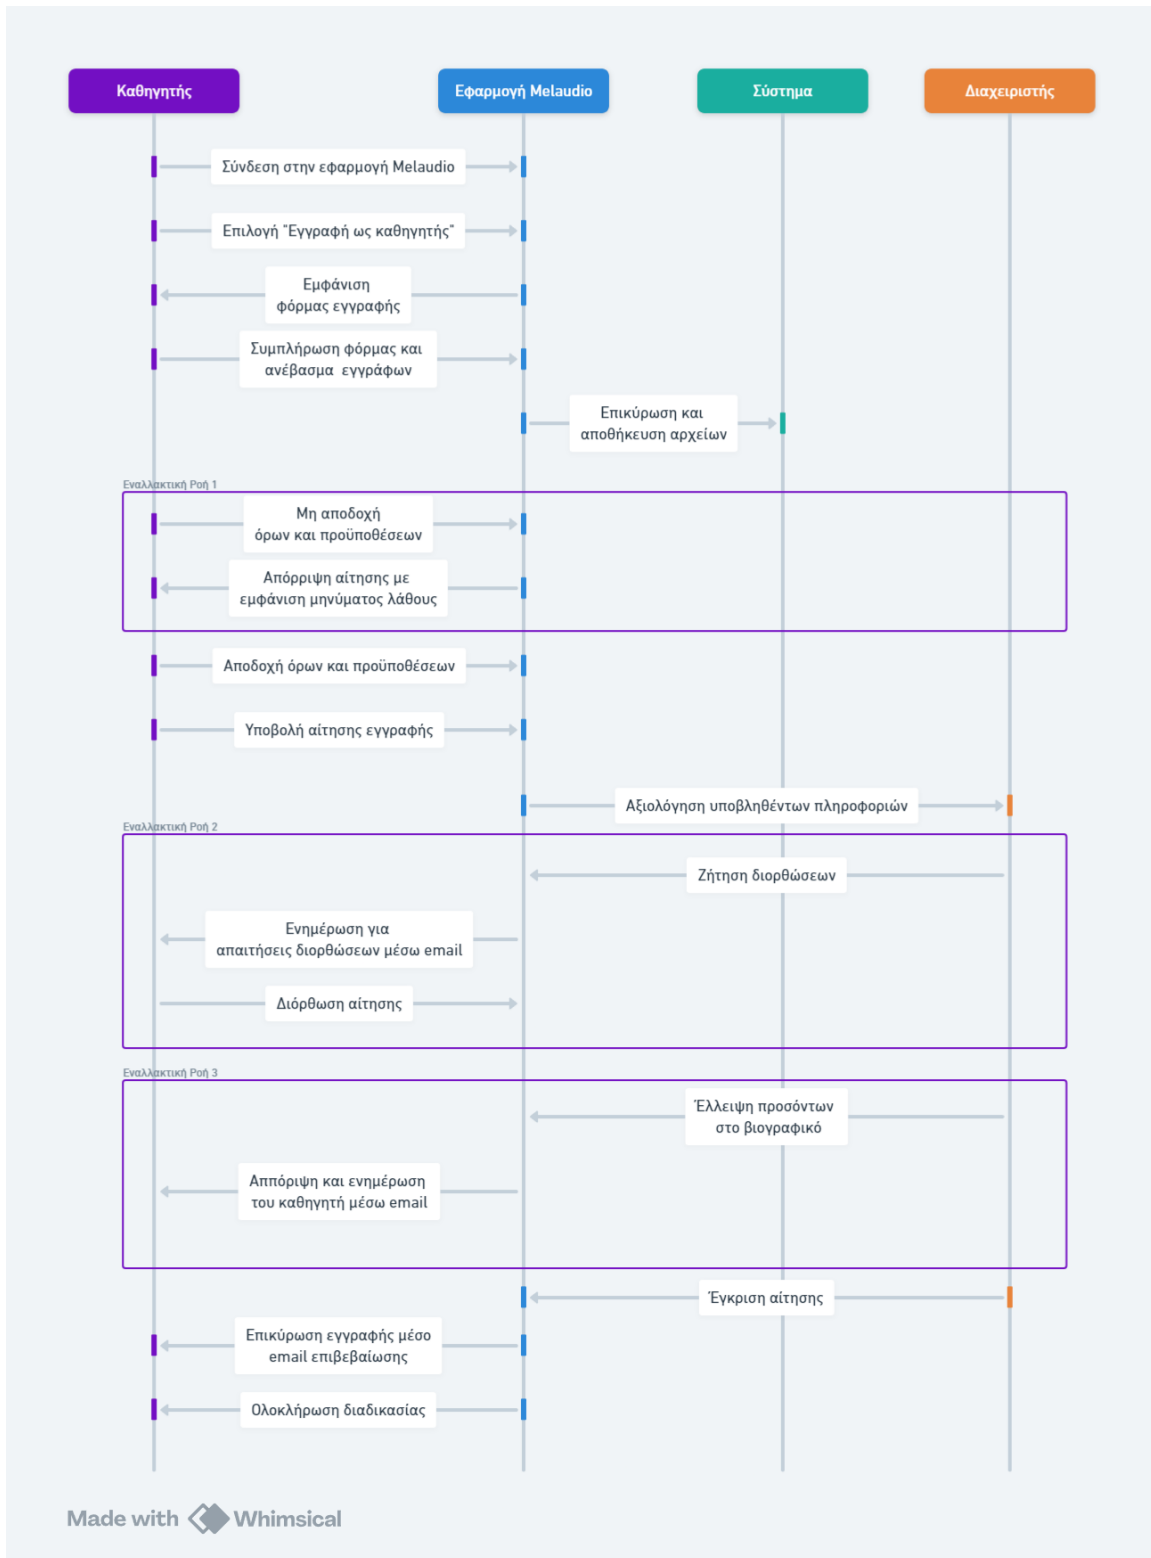 Καθηγητής
Εφαρμογή Melaudio
Σύστημα
Διαχειριστής
Σύνδεση στην εφαρμογή Melaudio
Επιλογή "Εγγραφή ως καθηγητής"
Εμφάνιση
φόρμας εγγραφής
Συμπλήρωση φόρμας και
ανέβασμα εγγράφων
Επικύρωση και
αποθήκευση αρχείων
Εναλλακτική Ροή 1
Μη αποδοχή
όρων και προϋποθέσεων
Απόρριψη αίτησης με
εμφάνιση μηνύματος λάθους
Αποδοχή όρων και προϋποθέσεων
Υποβολή αίτησης εγγραφής
Αξιολόγηση υποβληθέντων πληροφοριών
Εναλλακτική Ροή 2
Ζήτηση διορθώσεων
Ενημέρωση για
απαιτήσεις διορθώσεων μέσω email
Διόρθωση αίτησης
Εναλλακτική Ροή 3
Έλλειψη προσόντων
στο βιογραφικό
Αππόριψη και ενημέρωση
του καθηγητή μέσω email
Έγκριση αίτησης
Επικύρωση εγγραφής μέσο
email επιβεβαίωσης
Ολοκλήρωση διαδικασίας
Made with Whimsical